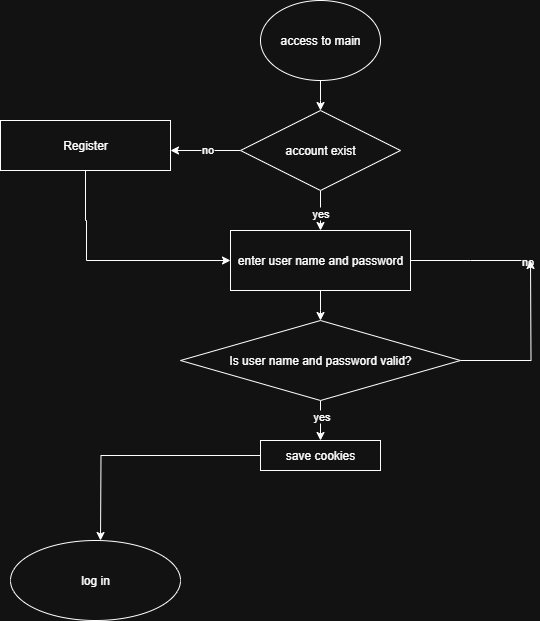 access to main
account exist
no
Register
yes
enter user name and password
no
Is user name and password valid?
yes
save cookies
log in